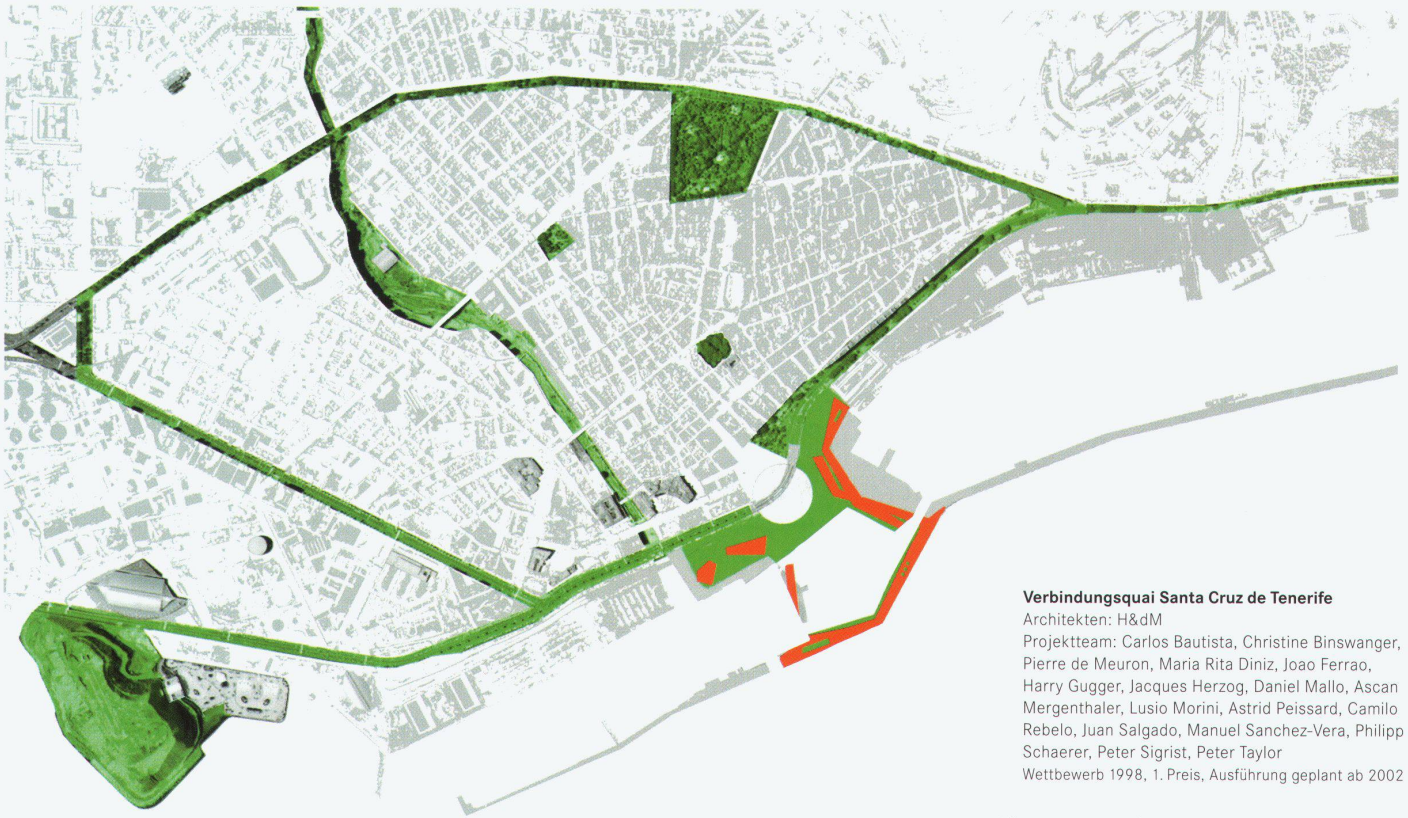 Verbindungsquai Santa Cruz de Tenerife
Architekten: H&dM
Projektteam: Carlos Bautista, Christine Binswanger,
Pierre de Meuron, Maria Rita Diniz, Joao Ferrao,
Harry Gugger, Jacques Herzog, Daniel Mallo, Ascan
Mergenthaler, Lusio Morini, Astrid Peissard, Camilo
Rebelo, Juan Salgado, Manuel Sanchez-Vera, Philipp
Schaerer, Peter Sigrist, Peter Taylor
Wettbewerb 1998, 1. Preis, Ausführung geplant ab 2002